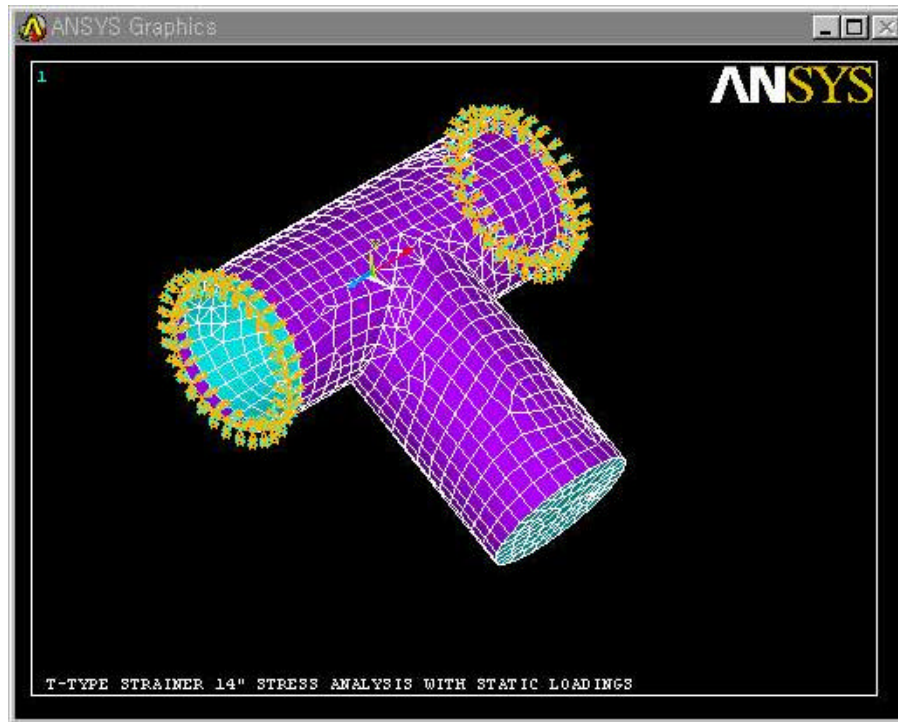 ANSYS Graphics
1
ANSYS
T-TYPE STRAINER 14" STRESS ANALYSIS WITH STATIC LOADINGS